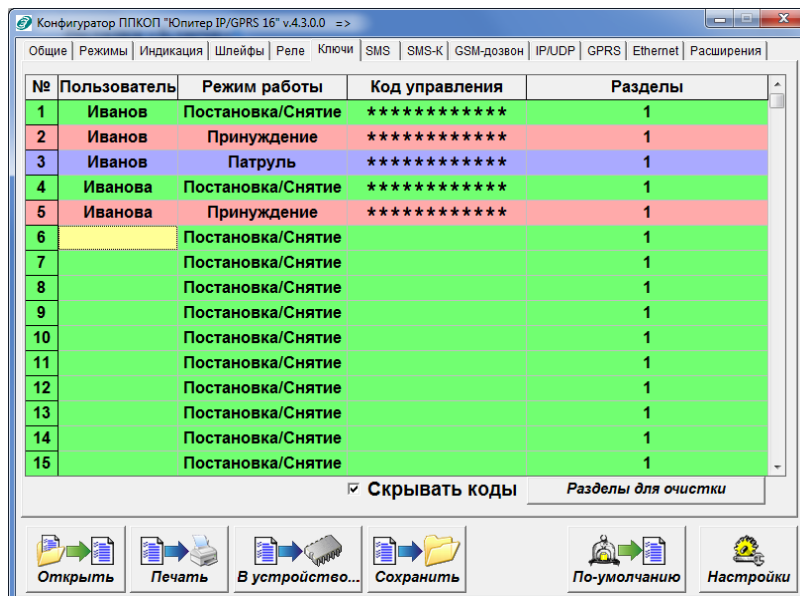 Конфигуратор ППКОП "Юпитер IP/GPRS 16" v.4.3.0.0 =>
Общие Режимы Индикация Шлейфы Реле Ключи SMS SMS-К GSM-дозвон IP/UDP GPRS Ethernet Расширения
№ Пользователь Режим работы Код управления Разделы
1 Иванов Постановка/Снятие ************ 1
2 Иванов Принуждение ************ 1
3 Иванов Патруль ************ 1
4 Иванова Постановка/Снятие ************ 1
5 Иванова Принуждение ************ 1
6 Постановка/Снятие 1
7 Постановка/Снятие 1
8 Постановка/Снятие 1
9 Постановка/Снятие 1
10 Постановка/Снятие 1
11 Постановка/Снятие 1
12 Постановка/Снятие 1
13 Постановка/Снятие 1
14 Постановка/Снятие 1
15 Постановка/Снятие 1
Скрывать коды Разделы для очистки
Открыть Печать В устройство... Сохранить По-умолчанию Настройки